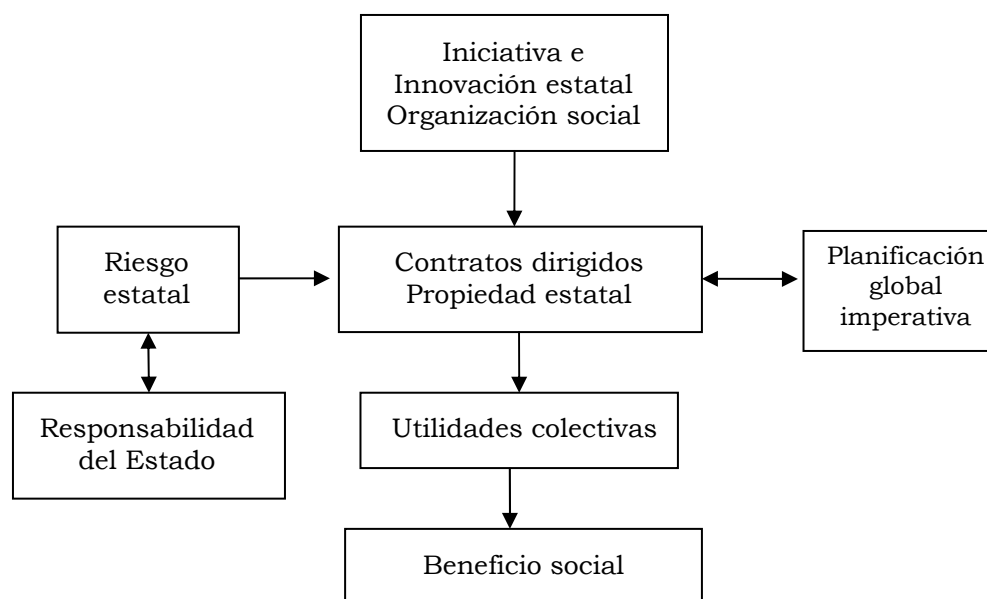 Iniciativa e
Innovación estatal
Organización social
Riesgo
estatal
Contratos dirigidos
Propiedad estatal
Planificación
global
imperativa
Responsabilidad
del Estado
Utilidades colectivas
Beneficio social